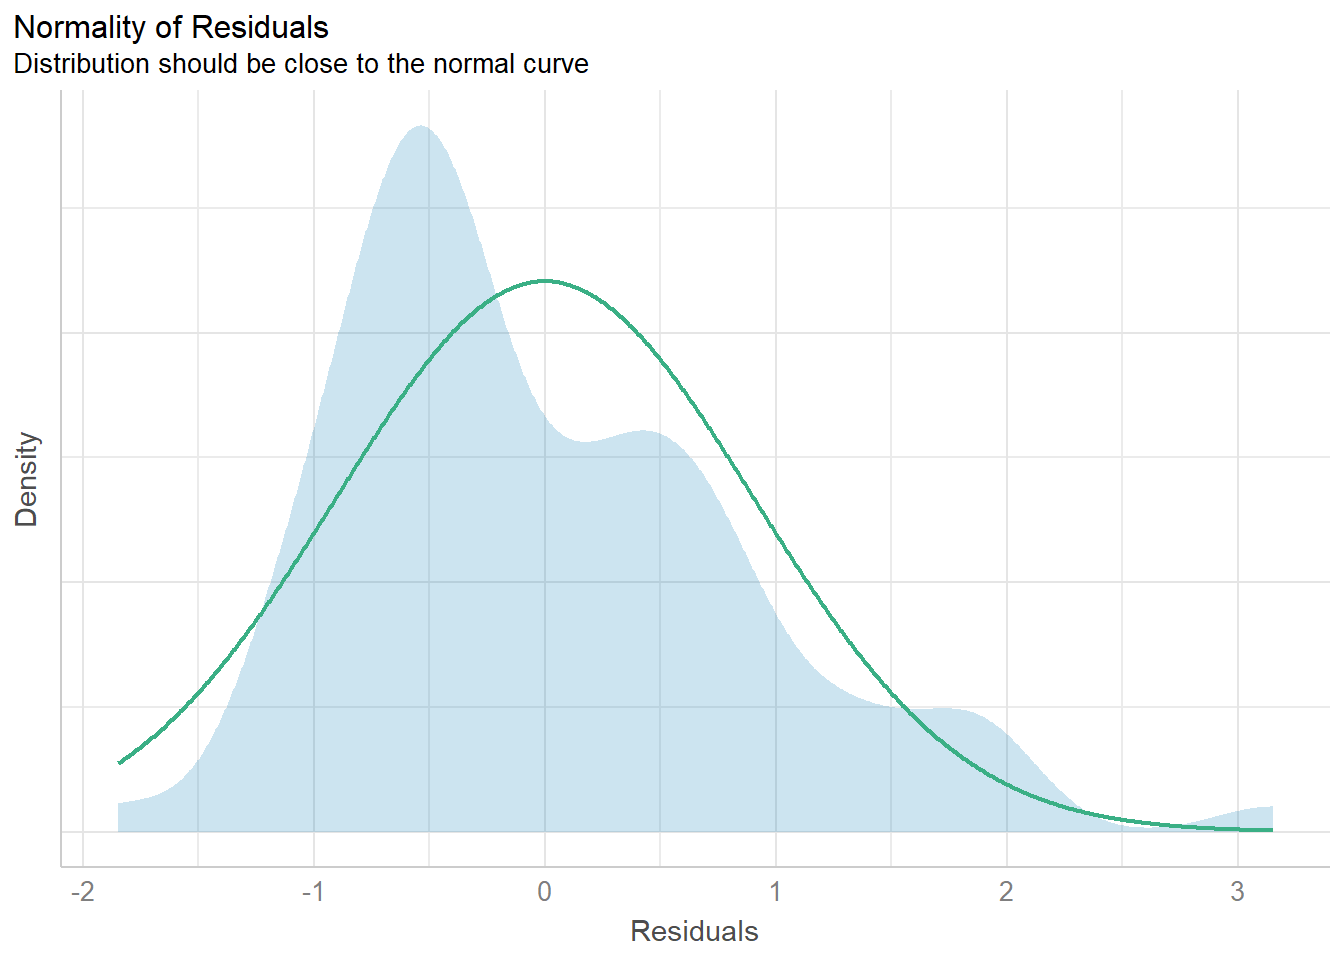 Normality of Residuals
Distribution should be close to the normal curve
Density
-2 -1 0 1 2 3
Residuals